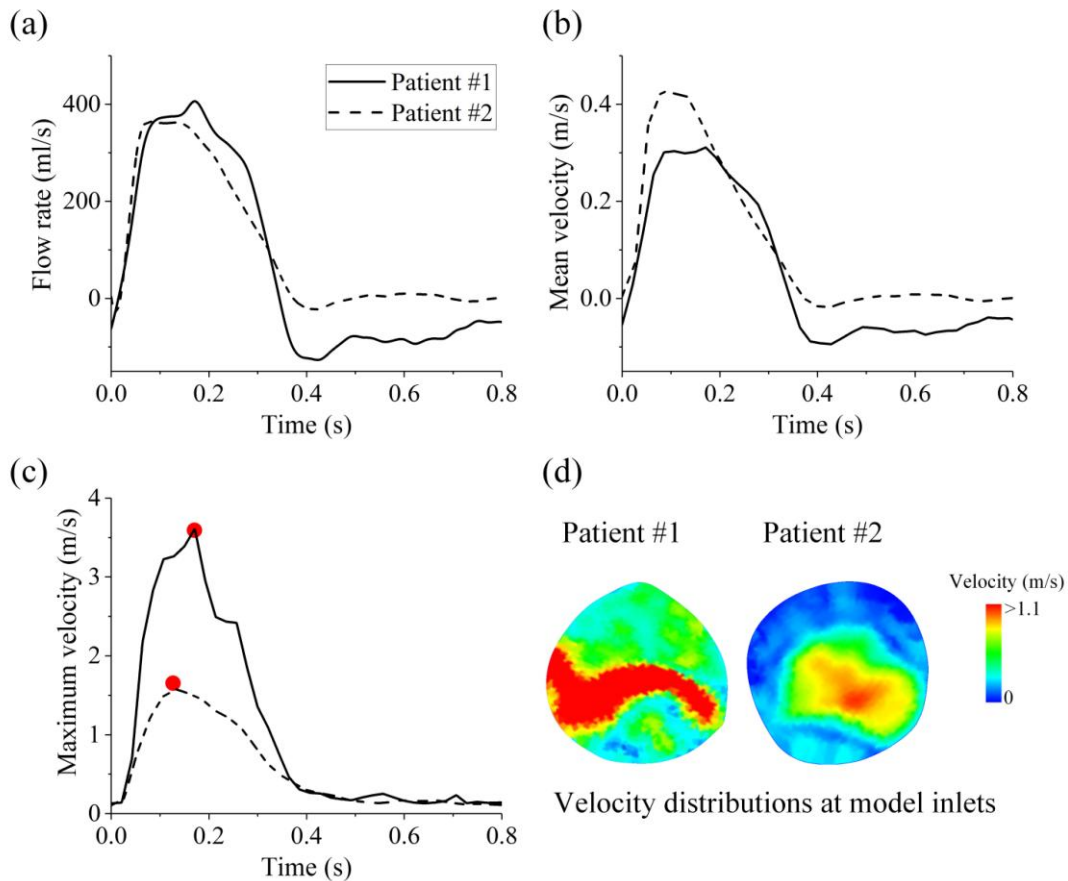 (a)
Flow rate (ml/s)
400
200
0
0.0 0.2 0.4 0.6 0.8
Time (s)
Patient #1
Patient #2
(b)
Mean velocity (m/s)
0.4
0.2
0.0
0.0 0.2 0.4 0.6 0.8
Time (s)
(c)
Maximum velocity (m/s)
4
3
2
1
0
0.0 0.2 0.4 0.6 0.8
Time (s)
(d)
Patient #1 Patient #2
Velocity (m/s)
>1.1
0
Velocity distributions at model inlets